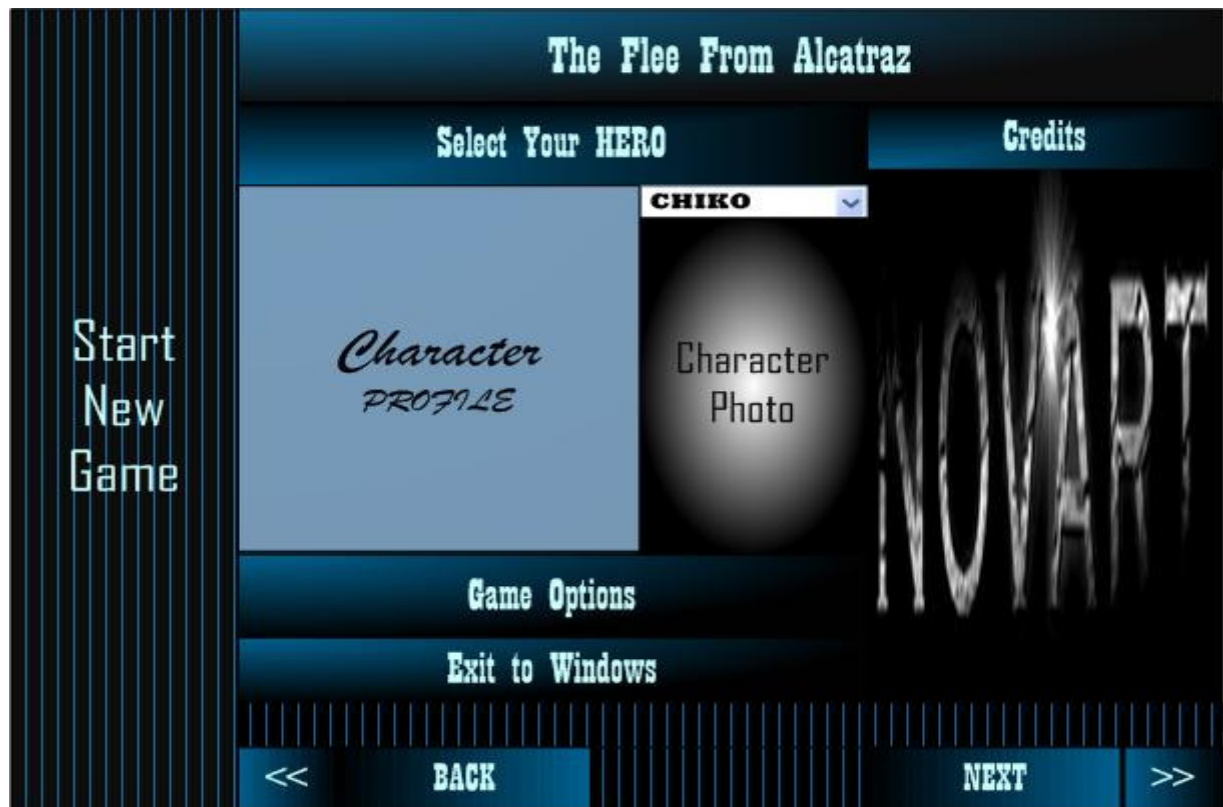 The Flee From Alcatraz
Select Your HERO
Credits
CHIKO
Start
New
Game
Character
PROFILE
Character
Photo
NOVART
Game Options
Exit to Windows
<< BACK
NEXT >>